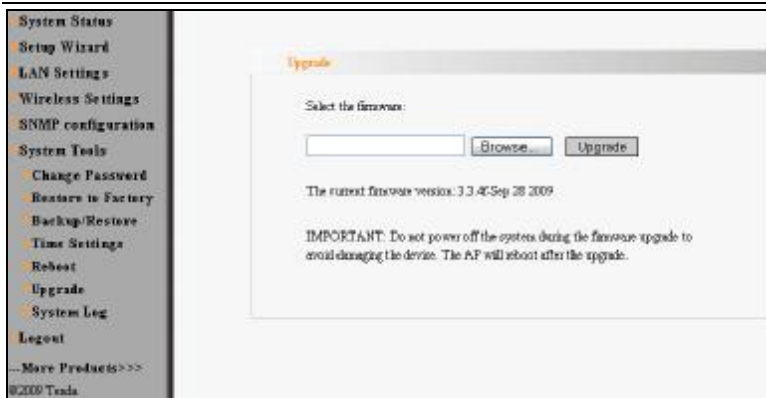 System Status
Setup Wizard
LAN Settings
Wireless Settings
SNMP configuration
System Tools
Change Password
Restore to Factory
Backup/Restore
Time Settings
Reboot
Upgrade
System Log
Logout
...More Products>>>
©2009 Tenda
Upgrade
Select the firmware:
Browse... Upgrade
The current firmware version: Sep 28 2009
IMPORTANT: Do not power off the system during the firmware upgrade to
avoid damaging the device. The AP will reboot after the upgrade.